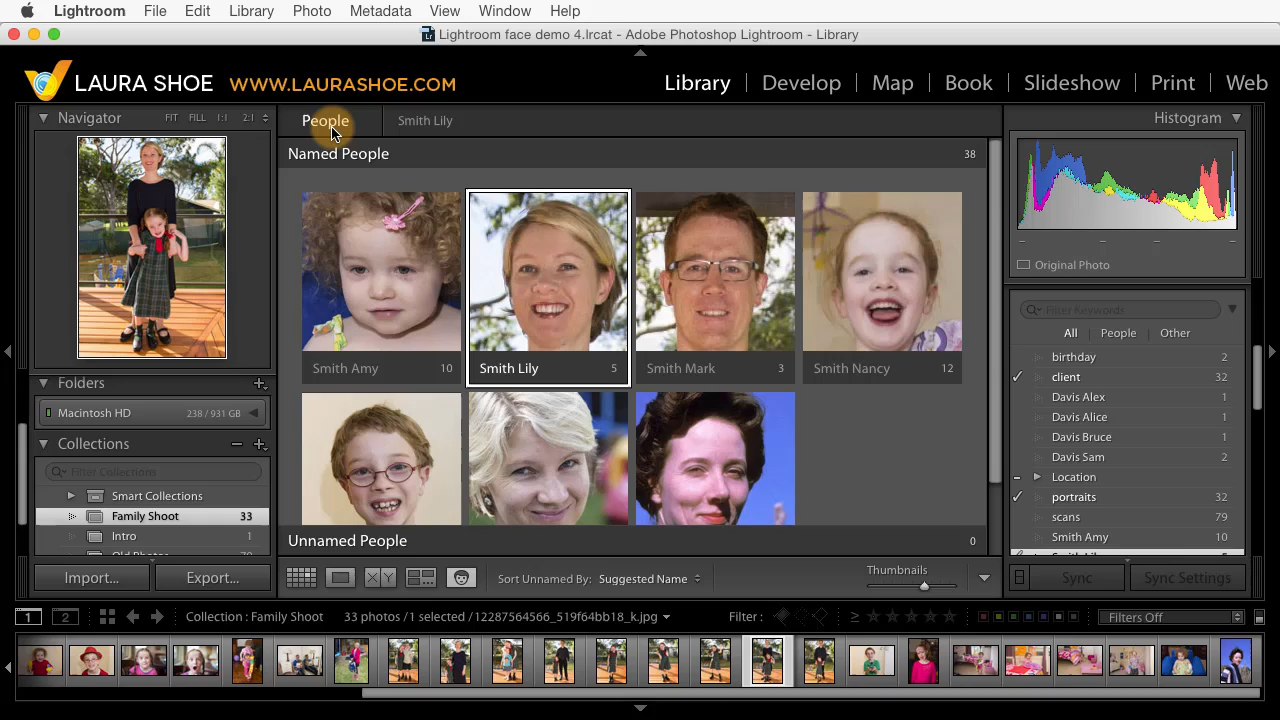 Lightroom File Edit Library Photo Metadata View Window Help
Lightroom face demo 4.lrcat - Adobe Photoshop Lightroom - Library
LAURA SHOE WWW.LAURASHOE.COM
Library Develop Map Book Slideshow Print Web
Navigator FIT FILL 1:1 2:1
People Smith Lily
Histogram
Named People 38
Original Photo
Filter Keywords
All People Other
birthday 2
client 32
Davis Alex 1
Davis Alice 1
Davis Bruce 1
Davis Sam 2
Location
portraits 32
scans 79
Smith Amy 10
Smith Amy 10
Smith Lily 5
Smith Mark 3
Smith Nancy 12
Folders
Macintosh HD 238 / 931 GB
Collections
Filter Collections
Smart Collections
Family Shoot 33
Intro 1
Unnamed People 0
Import... Export...
XY
Sort Unnamed By: Suggested Name
Thumbnails
Sync Sync Settings
1 2
Collection : Family Shoot 33 photos / 1 selected / 12287564566_519f64bb18_k.jpg
Filter : Filters Off